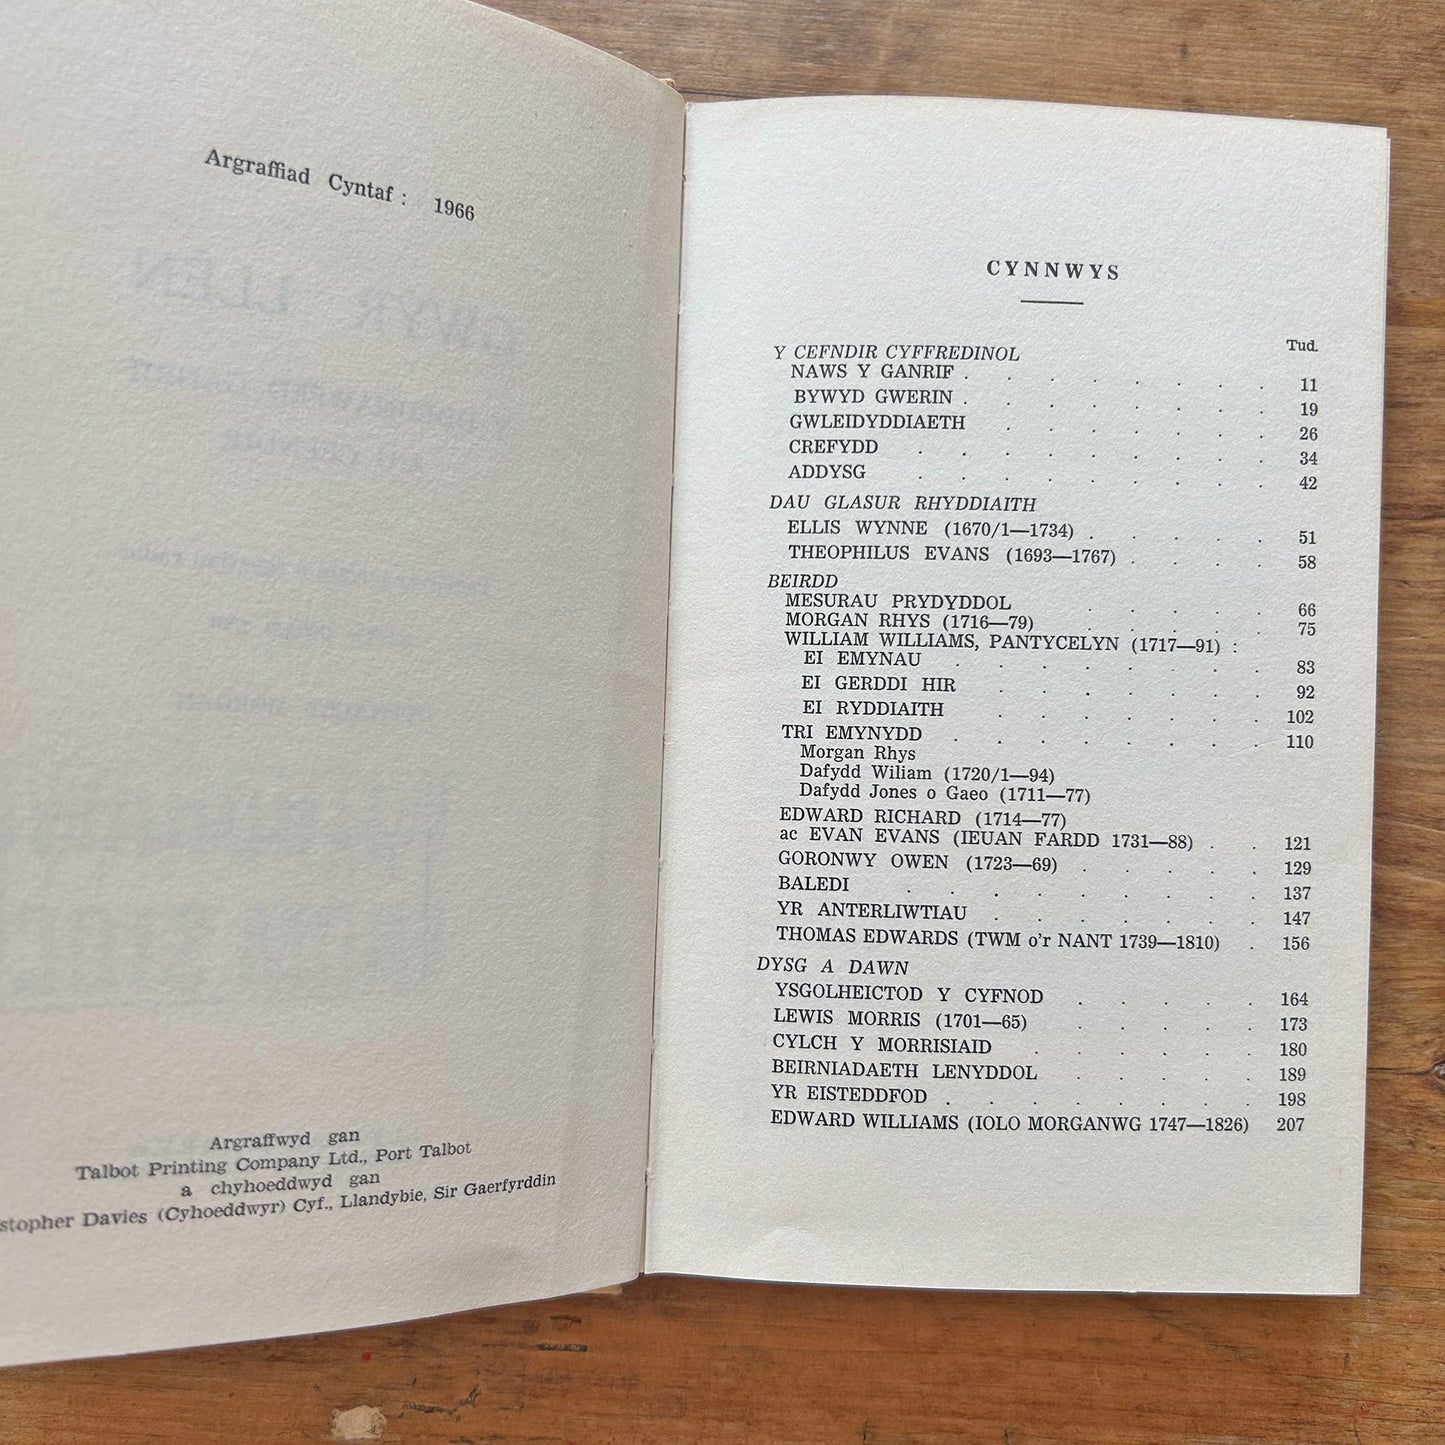 Argraffiad Cyntaf : 1966
Argraffwyd gan
Talbot Printing Company Ltd., Port Talbot
a chyhoeddwyd gan
stopher Davies (Cyhoeddwyr) Cyf., Llandybie, Sir Gaerfyrddin
CYNNWYS
Tud.
Y CEFNDIR CYFFREDINOL
NAWS Y GANRIF . . . . . . . . 11
BYWYD GWERIN . . . . . . . . 19
GWLEIDYDDIAETH . . . . . . . 26
CREFYDD . . . . . . . . . 34
ADDYSG . . . . . . . . . 42
DAU GLASUR RHYDDIAITH
ELLIS WYNNE (1670/1—1734) . . . . . 51
THEOPHILUS EVANS (1693—1767) . . . . 58
BEIRDD
MESURAU PRYDYDDOL . . . . . 66
MORGAN RHYS (1716—79) . . . . . 75
WILLIAM WILLIAMS, PANTYCELYN (1717—91) :
EI EMYNAU . . . . . . . . 83
EI GERDDI HIR . . . . . . . 92
EI RYDDIAITH . . . . . . . 102
TRI EMYNYDD . . . . . . . . 110
Morgan Rhys
Dafydd Wiliam (1720/1—94)
Dafydd Jones o Gaeo (1711—77)
EDWARD RICHARD (1714—77)
ac EVAN EVANS (IEUAN FARDD 1731—88) . . 121
GORONWY OWEN (1723—69) . . . . . 129
BALEDI . . . . . . . . . 137
YR ANTERLIWTIAU . . . . . . . 147
THOMAS EDWARDS (TWM o'r NANT 1739—1810) . 156
DYSG A DAWN
YSGOLHEICTOD Y CYFNOD . . . . . 164
LEWIS MORRIS (1701—65) . . . . . 173
CYLCH Y MORRISIAID . . . . . . 180
BEIRNIADAETH LENYDDOL . . . . . 189
YR EISTEDDFOD . . . . . . . . 198
EDWARD WILLIAMS (IOLO MORGANWG 1747—1826) 207